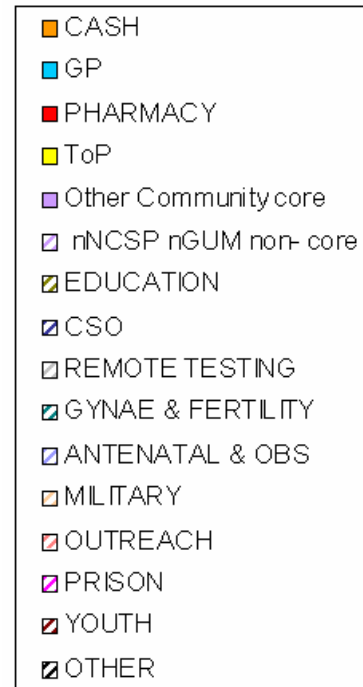 CASH
GP
PHARMACY
ToP
Other Community core
nNCSP nGUM non- core
EDUCATION
CSO
REMOTE TESTING
GYNAE & FERTILITY
ANTENATAL & OBS
MILITARY
OUTREACH
PRISON
YOUTH
OTHER